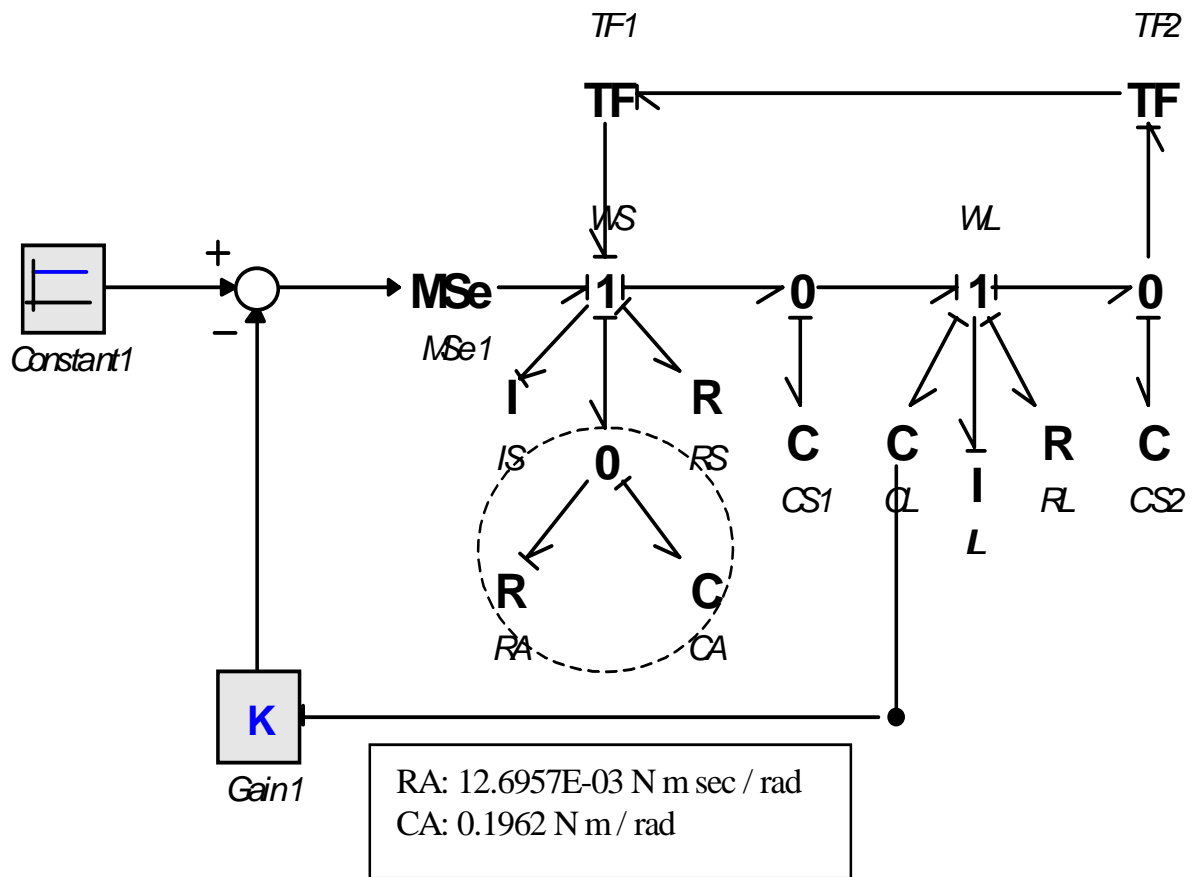 TF1 TF2
TF TF
WS WL
+
MSe 1 0 1 0
−
Constant1 MSe1
I R
C C R C
IS 0 RS
CS1 CL I RL CS2
L
R C
RA CA
K
Gain1
RA: 12.6957E-03 N m sec / rad
CA: 0.1962 N m / rad